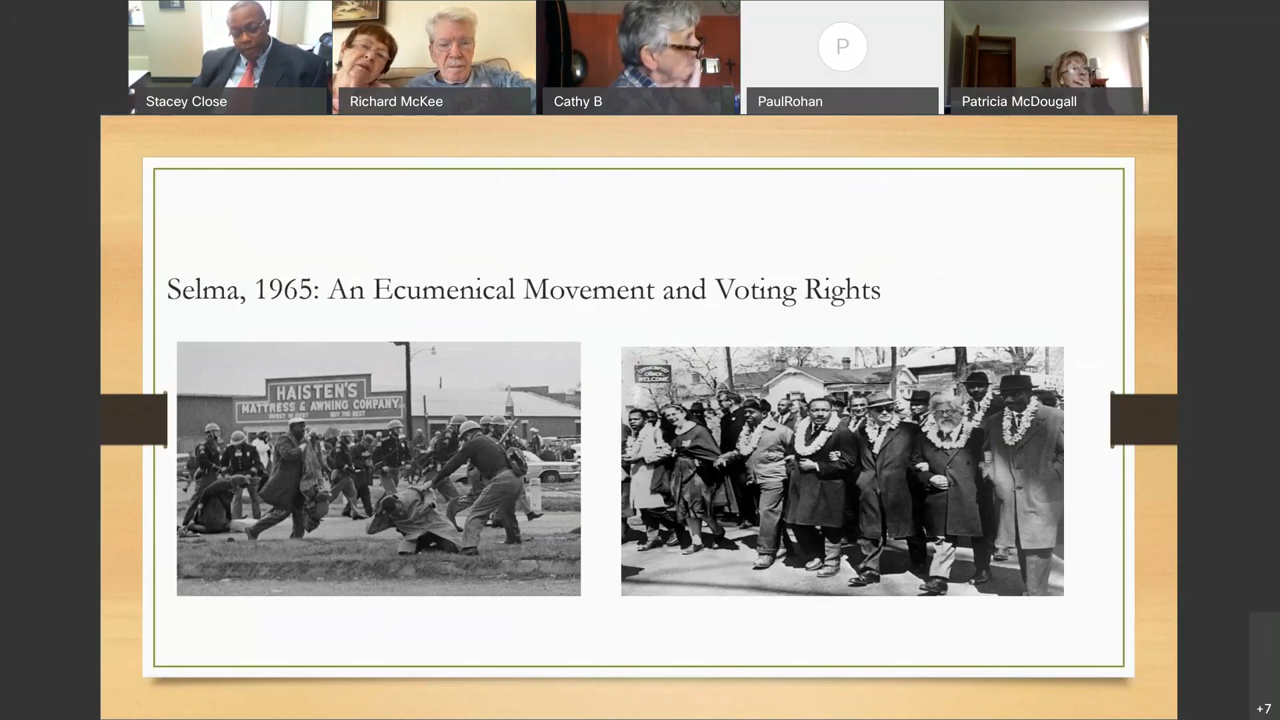 Stacey Close
Richard McKee
Cathy B
P
PaulRohan
Patricia McDougall
Selma, 1965: An Ecumenical Movement and Voting Rights
HAISTEN'S
MATTRESS & AWNING COMPANY
WELCOME
+7